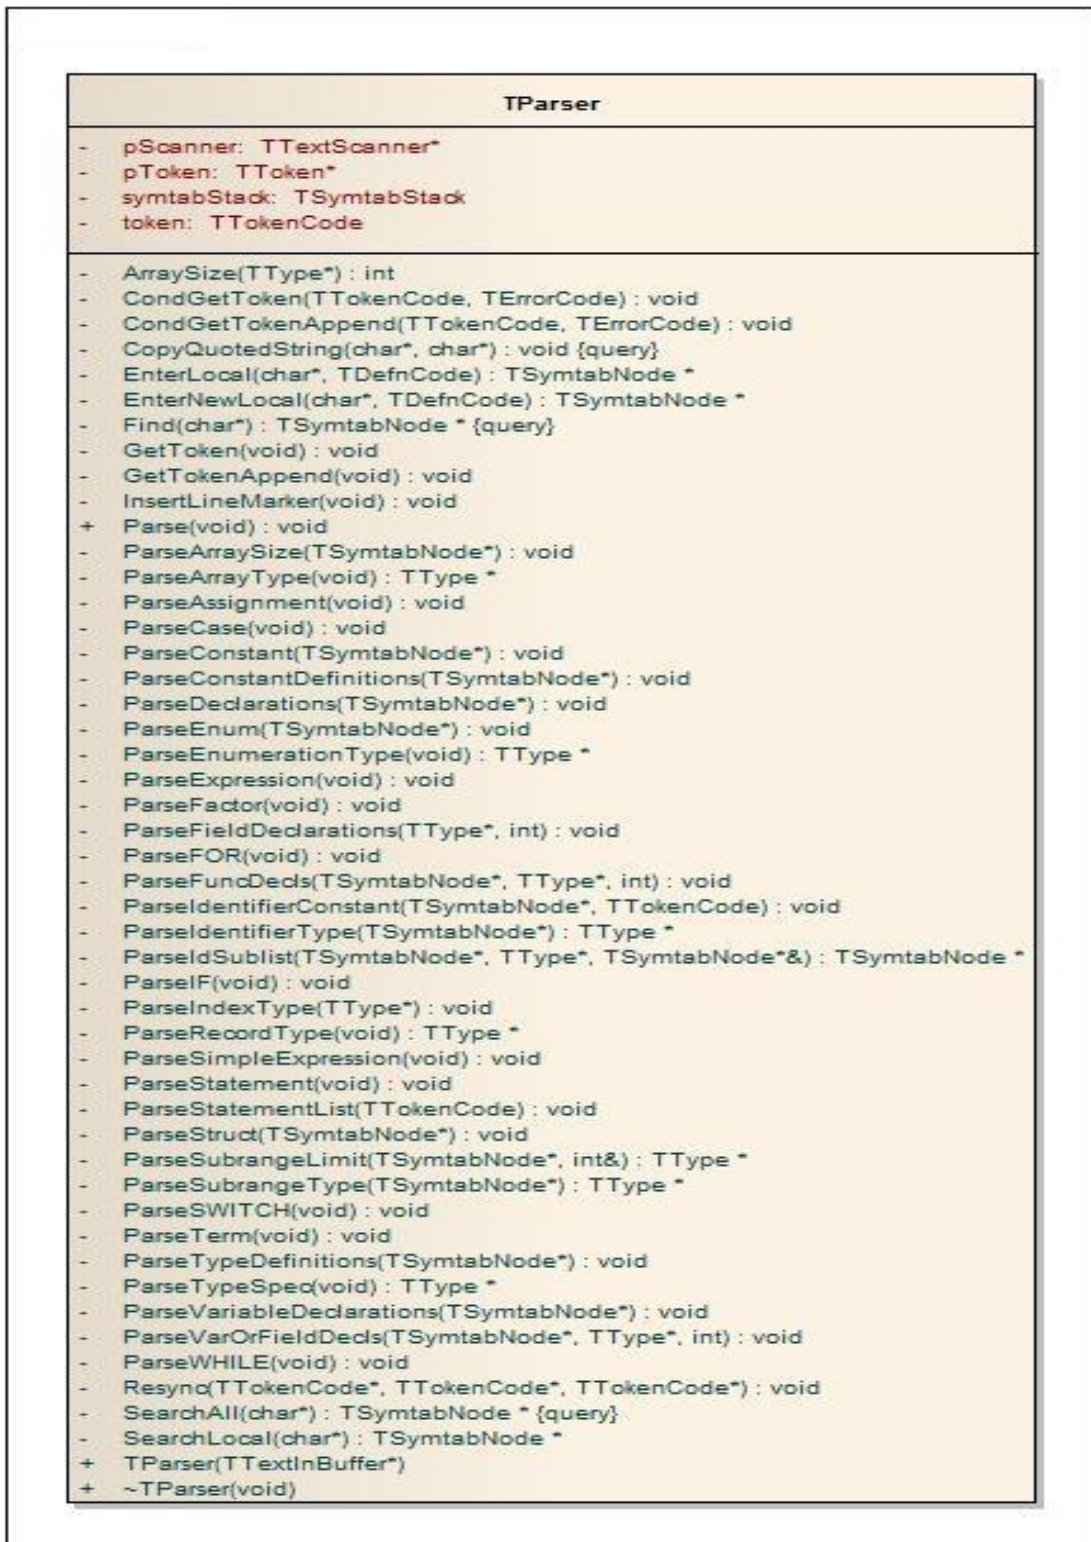 TParser
- pScanner: TTextScanner*
- pToken: TToken*
- symtabStack: TSymtabStack
- token: TTokenCode
- ArraySize(TType*) : int
- CondGetToken(TTokenCode, TErrorCode) : void
- CondGetTokenAppend(TTokenCode, TErrorCode) : void
- CopyQuotedString(char*, char*) : void {query}
- EnterLocal(char*, TDefnCode) : TSymtabNode *
- EnterNewLocal(char*, TDefnCode) : TSymtabNode *
- Find(char*) : TSymtabNode * {query}
- GetToken(void) : void
- GetTokenAppend(void) : void
- InsertLineMarker(void) : void
+ Parse(void) : void
- ParseArraySize(TSymtabNode*) : void
- ParseArrayType(void) : TType *
- ParseAssignment(void) : void
- ParseCase(void) : void
- ParseConstant(TSymtabNode*) : void
- ParseConstantDefinitions(TSymtabNode*) : void
- ParseDeclarations(TSymtabNode*) : void
- ParseEnum(TSymtabNode*) : void
- ParseEnumerationType(void) : TType *
- ParseExpression(void) : void
- ParseFactor(void) : void
- ParseFieldDeclarations(TType*, int) : void
- ParseFOR(void) : void
- ParseFuncDecls(TSymtabNode*, TType*, int) : void
- ParseIdentifierConstant(TSymtabNode*, TTokenCode) : void
- ParseIdentifierType(TSymtabNode*) : TType *
- ParseIdSublist(TSymtabNode*, TType*, TSymtabNode*&) : TSymtabNode *
- ParseIF(void) : void
- ParseIndexType(TType*) : void
- ParseRecordType(void) : TType *
- ParseSimpleExpression(void) : void
- ParseStatement(void) : void
- ParseStatementList(TTokenCode) : void
- ParseStruct(TSymtabNode*) : void
- ParseSubrangeLimit(TSymtabNode*, int&) : TType *
- ParseSubrangeType(TSymtabNode*) : TType *
- ParseSWITCH(void) : void
- ParseTerm(void) : void
- ParseTypeDefinitions(TSymtabNode*) : void
- ParseTypeSpec(void) : TType *
- ParseVariableDeclarations(TSymtabNode*) : void
- ParseVarOrFieldDecls(TSymtabNode*, TType*, int) : void
- ParseWHILE(void) : void
- Resync(TTokenCode*, TTokenCode*, TTokenCode*) : void
- SearchAll(char*) : TSymtabNode * {query}
- SearchLocal(char*) : TSymtabNode *
+ TParser(TTextInBuffer*)
+ ~TParser(void)